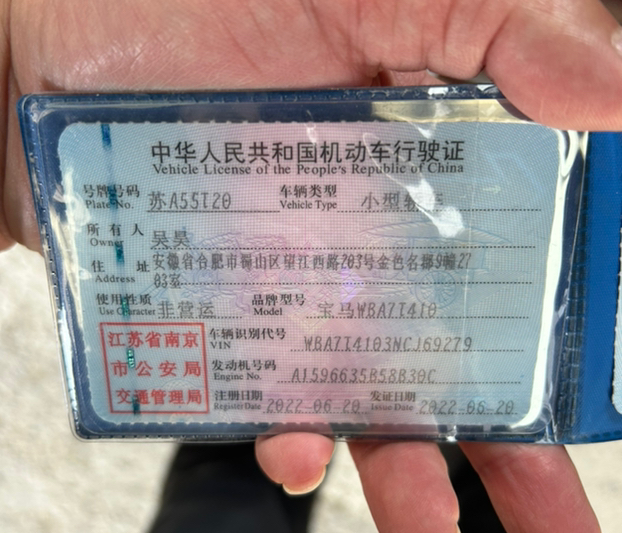 中华人民共和国机动车行驶证
Vehicle License of the People's Republic of China
号牌号码 苏A55T20 车辆类型 小型轿车
Plate No. Vehicle Type
所有人 吴昊
Owner
住址 安徽省合肥市蜀山区望江西路203号金色名郡9幢27
Address 03室
使用性质 非营运 品牌型号 宝马WBA7T410
Use Character Model
江苏省南京 车辆识别代号 WBA7T4103NCJ69279
VIN
市公安局 发动机号码 A1596635B58B30C
Engine No.
交通管理局 注册日期 2022-06-20 发证日期 2022-06-20
Register Date Issue Date